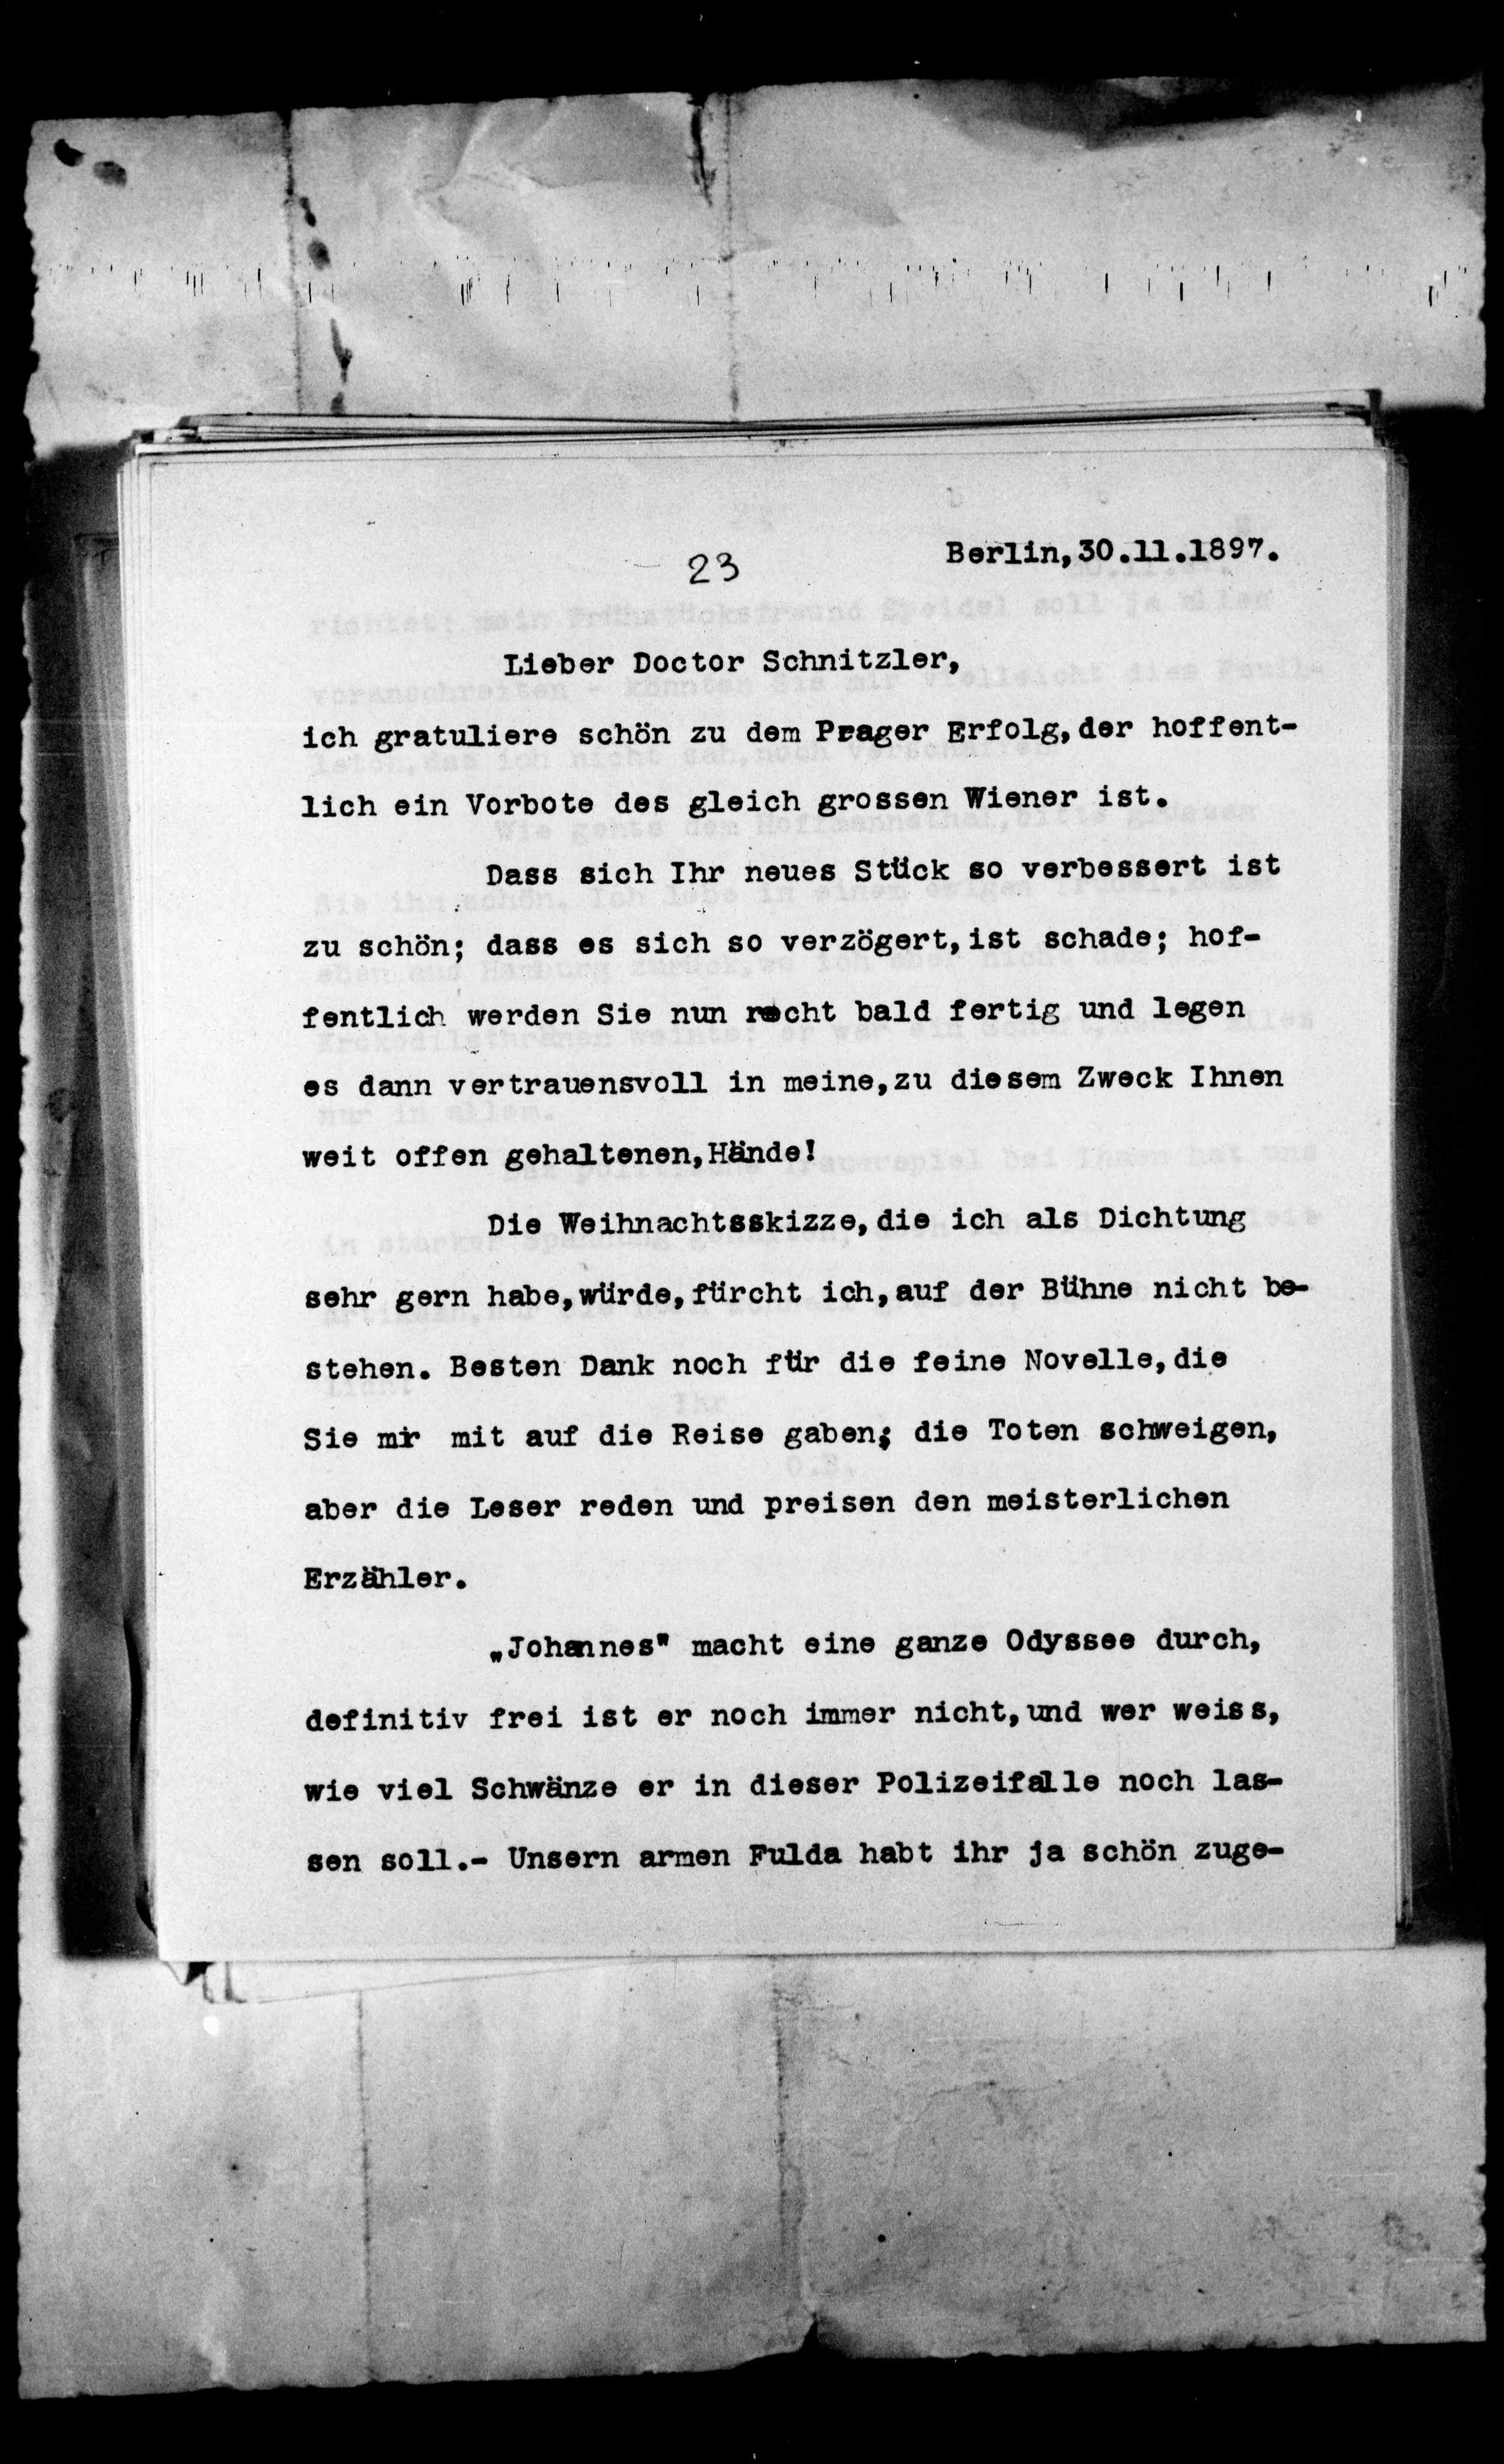 23
Berlin,30.11.1897.
Lieber Doctor Schnitzler,
ich gratuliere schön zu dem Prager Erfolg,der hoffent-
lich ein Vorbote des gleich grossen Wiener ist.
Dass sich Ihr neues Stück so verbessert ist
zu schön; dass es sich so verzögert,ist schade; hof-
fentlich werden Sie nun recht bald fertig und legen
es dann vertrauensvoll in meine,zu diesem Zweck Ihnen
weit offen gehaltenen,Hände!
Die Weihnachtsskizze,die ich als Dichtung
sehr gern habe,würde,fürcht ich,auf der Bühne nicht be-
stehen. Besten Dank noch für die feine Novelle,die
Sie mir mit auf die Reise gaben; die Toten schweigen,
aber die Leser reden und preisen den meisterlichen
Erzähler.
„Johannes" macht eine ganze Odyssee durch,
definitiv frei ist er noch immer nicht,und wer weiss,
wie viel Schwänze er in dieser Polizeifalle noch las-
sen soll.- Unsern armen Fulda habt ihr ja schön zuge-